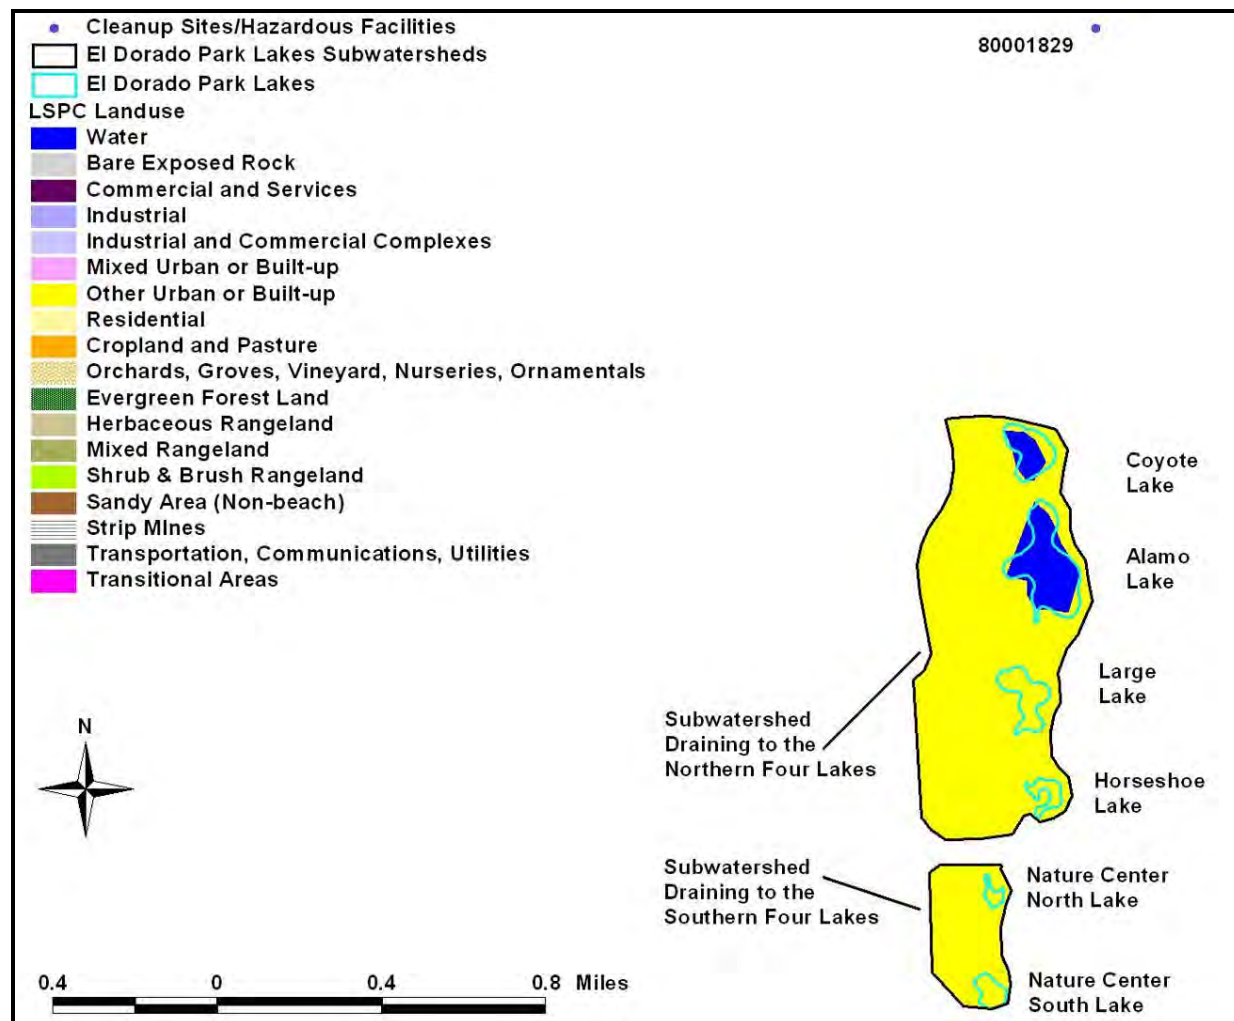 Cleanup Sites/Hazardous Facilities
El Dorado Park Lakes Subwatersheds
El Dorado Park Lakes
LSPC Landuse
Water
Bare Exposed Rock
Commercial and Services
Industrial
Industrial and Commercial Complexes
Mixed Urban or Built-up
Other Urban or Built-up
Residential
Cropland and Pasture
Orchards, Groves, Vineyard, Nurseries, Ornamentals
Evergreen Forest Land
Herbaceous Rangeland
Mixed Rangeland
Shrub & Brush Rangeland
Sandy Area (Non-beach)
Strip MInes
Transportation, Communications, Utilities
Transitional Areas
80001829
Coyote
Lake
Alamo
Lake
Large
Lake
Subwatershed
Draining to the
Northern Four Lakes
Horseshoe
Lake
Subwatershed
Draining to the
Southern Four Lakes
Nature Center
North Lake
Nature Center
South Lake
N
0.4 0 0.4 0.8 Miles